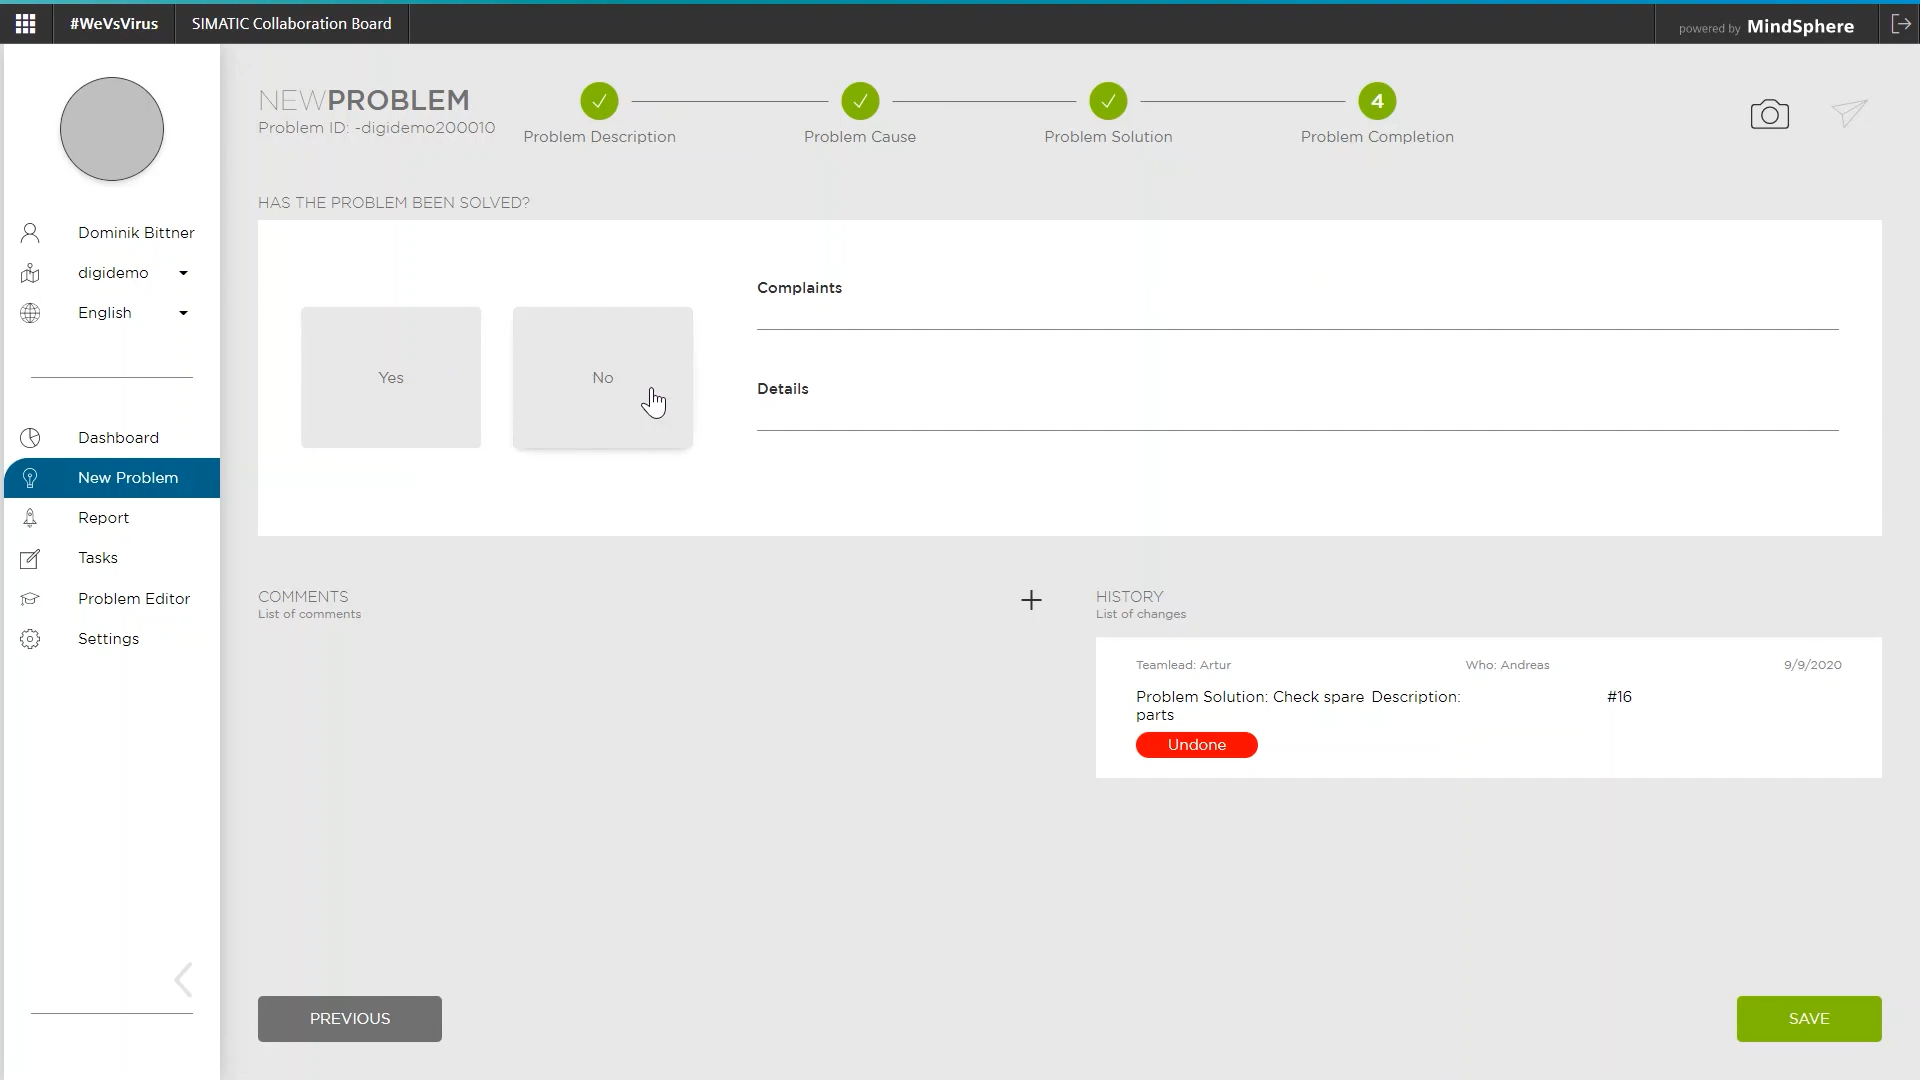 #WeVsVirus
SIMATIC Collaboration Board
powered by MindSphere
Dominik Bittner
digidemo
English
Dashboard
New Problem
Report
Tasks
Problem Editor
Settings
NEWPROBLEM
Problem ID: -digidemo200010
Problem Description
Problem Cause
Problem Solution
4
Problem Completion
HAS THE PROBLEM BEEN SOLVED?
Yes
No
Complaints
Details
COMMENTS
List of comments
HISTORY
List of changes
Teamlead: Artur
Who: Andreas
9/9/2020
Problem Solution: Check spare parts
Description:
#16
Undone
PREVIOUS
SAVE